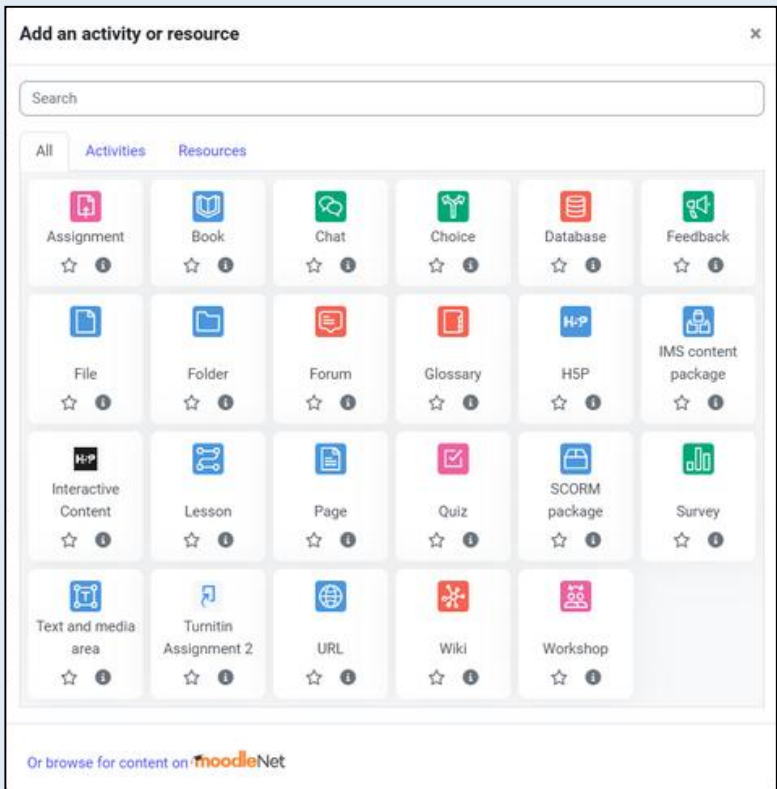 Add an activity or resource ×
Search
All Activities Resources
Assignment Book Chat Choice Database Feedback
File Folder Forum Glossary H5P IMS content package
Interactive Content Lesson Page Quiz SCORM package Survey
Text and media area Turnitin Assignment 2 URL Wiki Workshop
Or browse for content on moodleNet